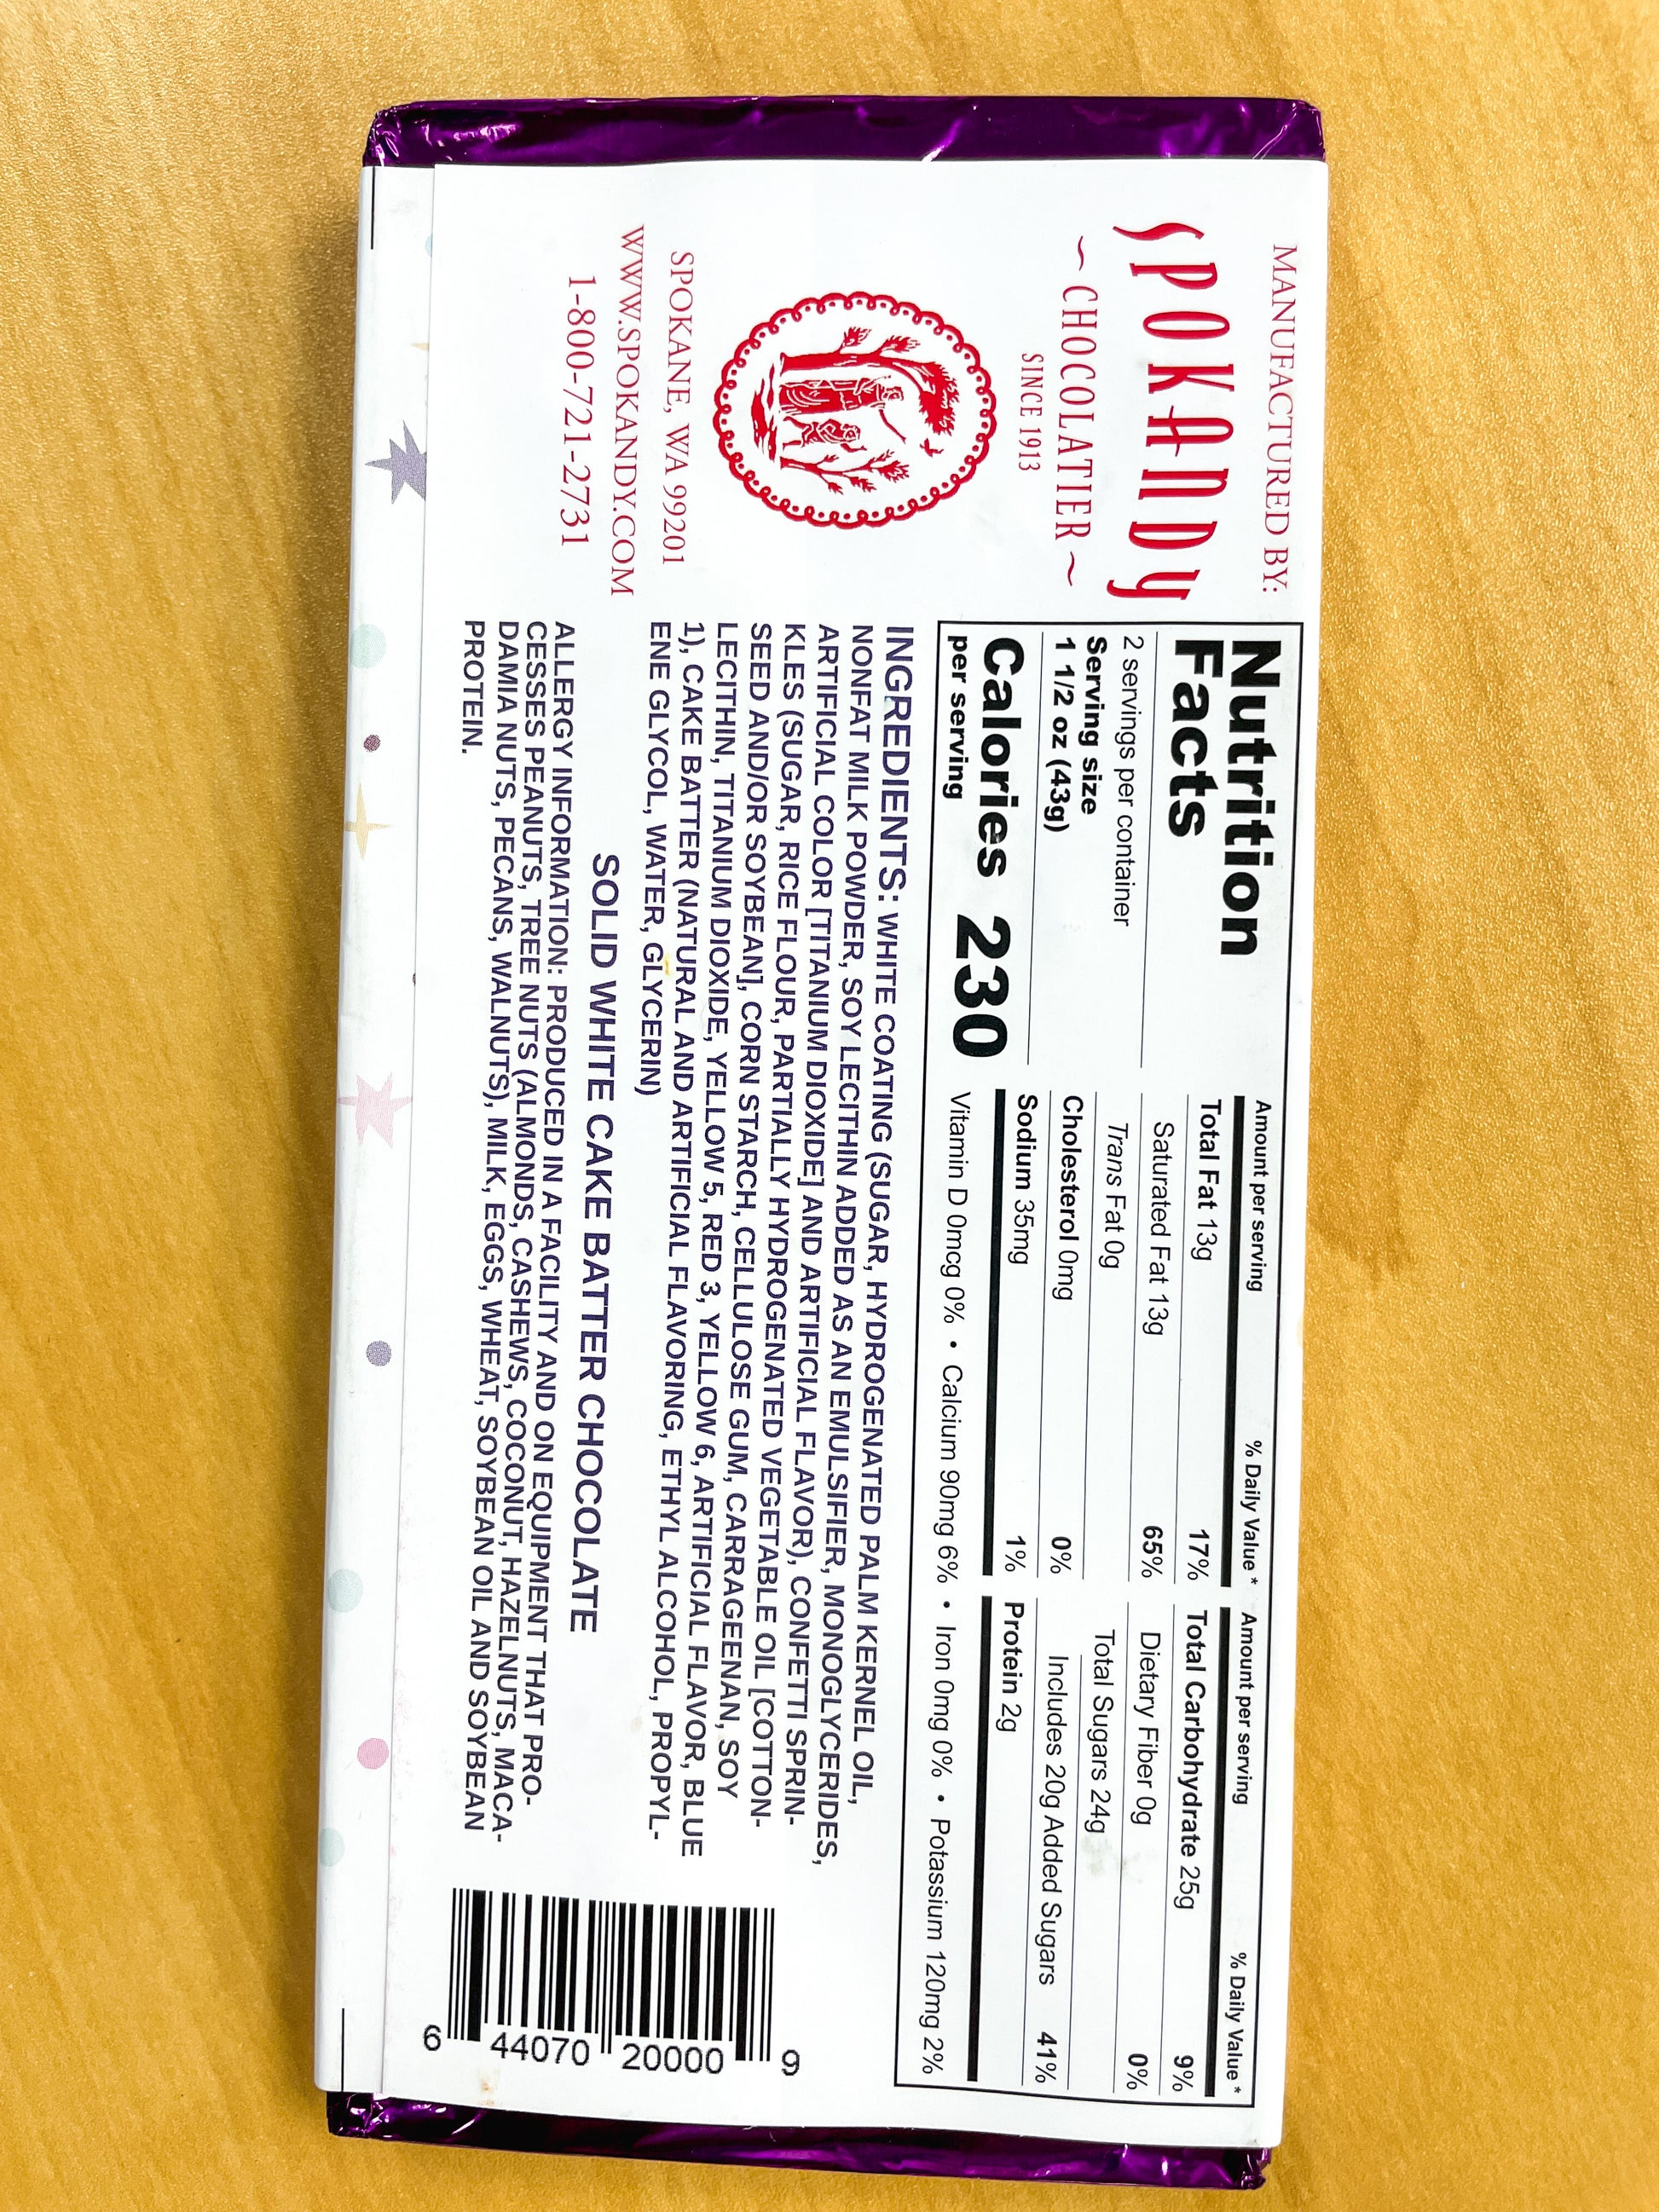 MANUFACTURED BY:
SPOKANDY
~ CHOCOLATIER ~
SINCE 1913
SPOKANE, WA 99201
WWW.SPOKANDY.COM
1-800-721-2731
Nutrition
Facts
2 servings per container
Serving size
1 1/2 oz (43g)
Calories 230
per serving
Amount per serving % Daily Value *
Total Fat 13g 17%
Saturated Fat 13g 65%
Trans Fat 0g
Cholesterol 0mg 0%
Sodium 35mg 1%
Amount per serving % Daily Value *
Total Carbohydrate 25g 9%
Dietary Fiber 0g 0%
Total Sugars 24g
Includes 20g Added Sugars 41%
Protein 2g
Vitamin D 0mcg 0% • Calcium 90mg 6% • Iron 0mg 0% • Potassium 120mg 2%
INGREDIENTS: WHITE COATING (SUGAR, HYDROGENATED PALM KERNEL OIL,
NONFAT MILK POWDER, SOY LECITHIN ADDED AS AN EMULSIFIER, MONOGLYCERIDES,
ARTIFICIAL COLOR [TITANIUM DIOXIDE] AND ARTIFICIAL FLAVOR), CONFETTI SPRIN-
KLES (SUGAR, RICE FLOUR, PARTIALLY HYDROGENATED VEGETABLE OIL [COTTON-
SEED AND/OR SOYBEAN], CORN STARCH, CELLULOSE GUM, CARRAGEENAN, SOY
LECITHIN, TITANIUM DIOXIDE, YELLOW 5, RED 3, YELLOW 6, ARTIFICIAL FLAVOR, BLUE
1), CAKE BATTER (NATURAL AND ARTIFICIAL FLAVORING, ETHYL ALCOHOL, PROPYL-
ENE GLYCOL, WATER, GLYCERIN)
SOLID WHITE CAKE BATTER CHOCOLATE
ALLERGY INFORMATION: PRODUCED IN A FACILITY AND ON EQUIPMENT THAT PRO-
CESSES PEANUTS, TREE NUTS (ALMONDS, CASHEWS, COCONUT, HAZELNUTS, MACA-
DAMIA NUTS, PECANS, WALNUTS), MILK, EGGS, WHEAT, SOYBEAN OIL AND SOYBEAN
PROTEIN.
6 44070 20000 9